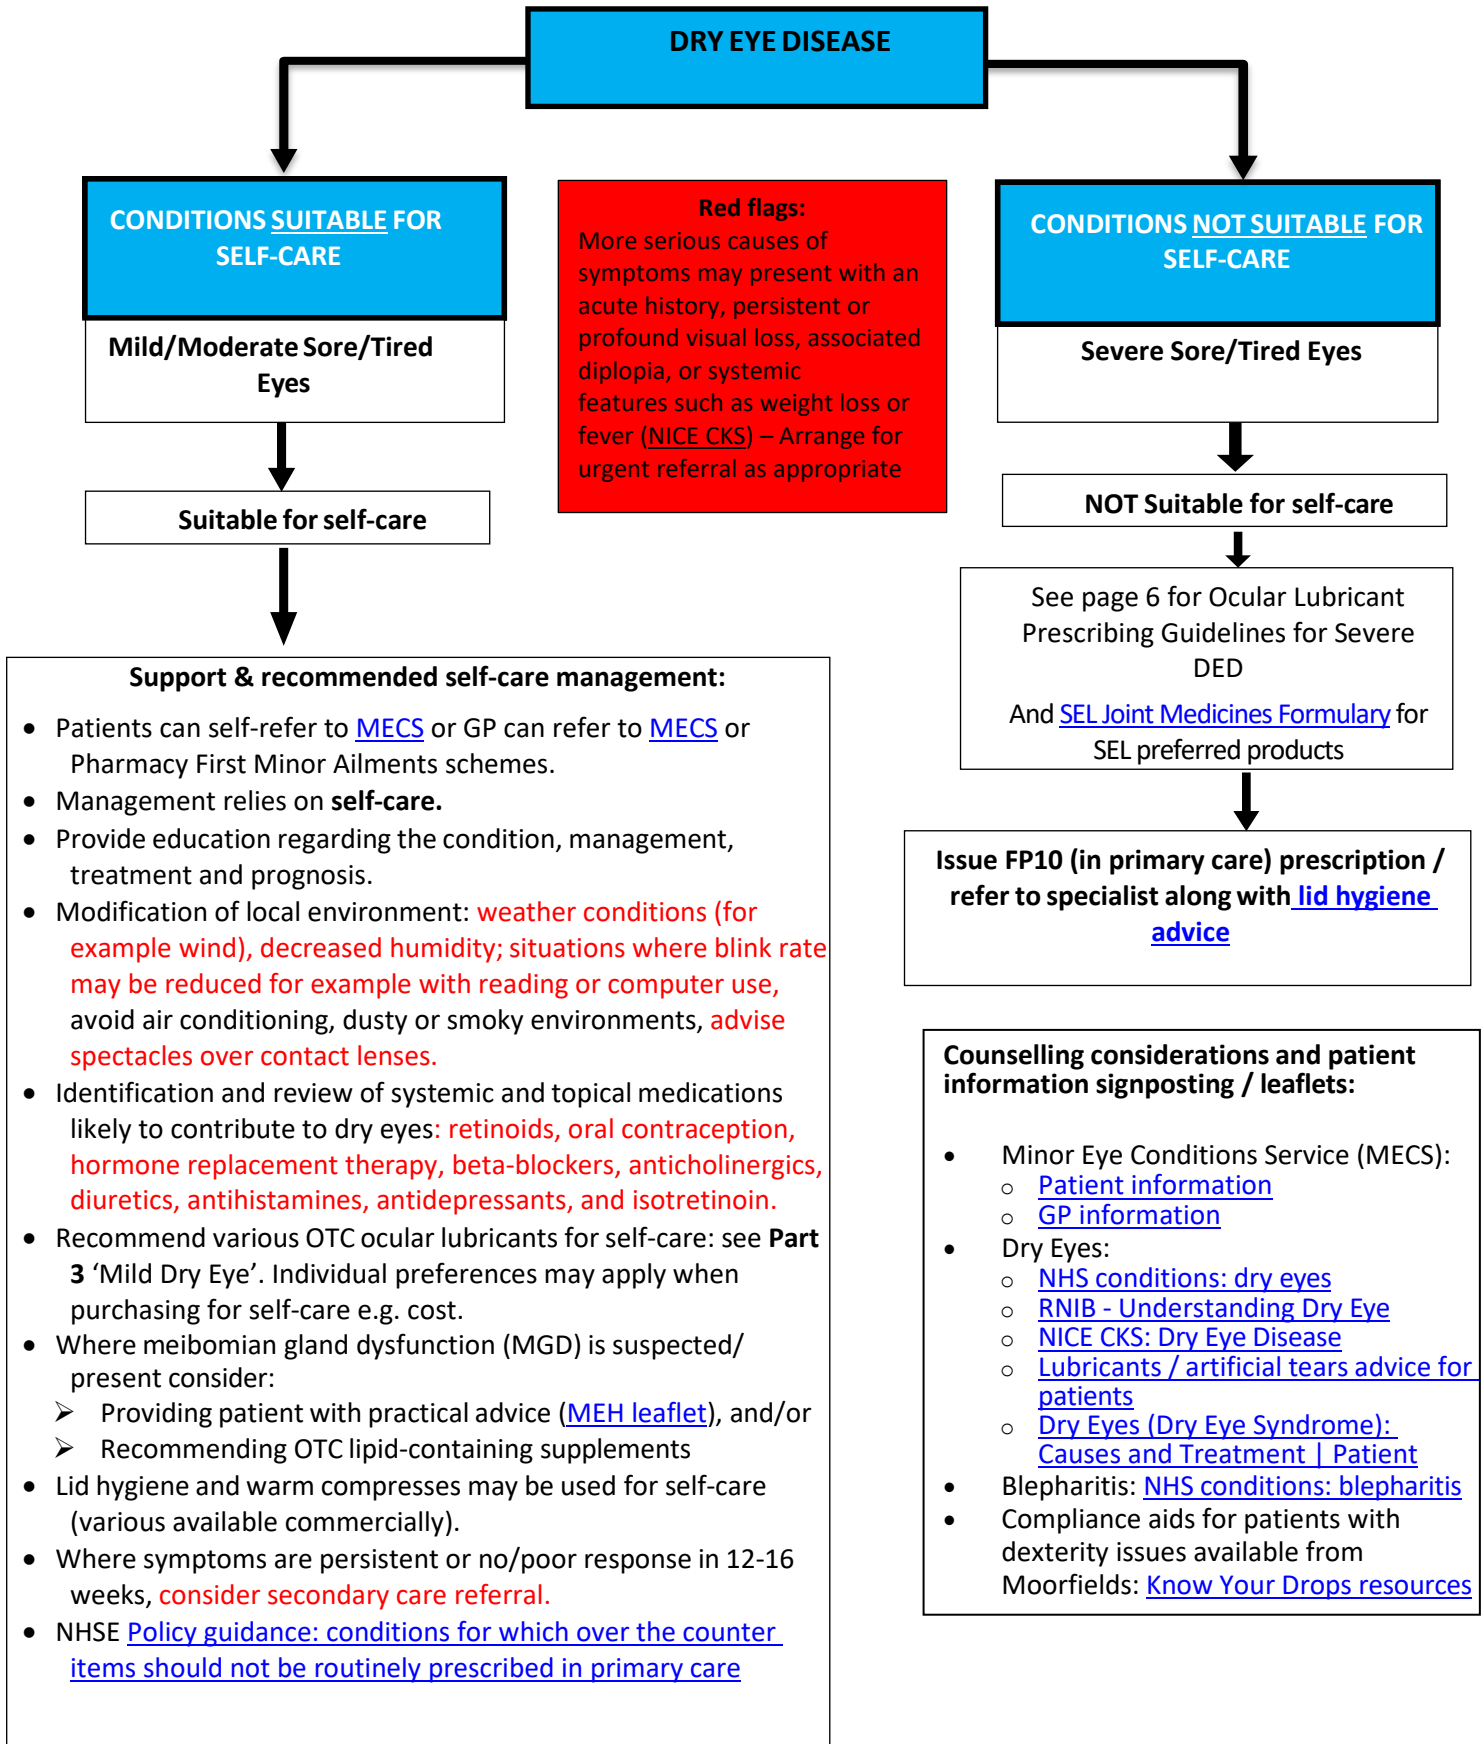 DRY EYE DISEASE
CONDITIONS SUITABLE FOR
SELF-CARE
Mild/Moderate Sore/Tired
Eyes
Suitable for self-care
Support & recommended self-care management:
• Patients can self-refer to MECS or GP can refer to MECS or
Pharmacy First Minor Ailments schemes.
• Management relies on self-care.
• Provide education regarding the condition, management,
treatment and prognosis.
• Modification of local environment: weather conditions (for
example wind), decreased humidity; situations where blink rate
may be reduced for example with reading or computer use,
avoid air conditioning, dusty or smoky environments, advise
spectacles over contact lenses.
• Identification and review of systemic and topical medications
likely to contribute to dry eyes: retinoids, oral contraception,
hormone replacement therapy, beta-blockers, anticholinergics,
diuretics, antihistamines, antidepressants, and isotretinoin.
• Recommend various OTC ocular lubricants for self-care: see Part
3 ‘Mild Dry Eye’. Individual preferences may apply when
purchasing for self-care e.g. cost.
• Where meibomian gland dysfunction (MGD) is suspected/
present consider:
➢ Providing patient with practical advice (MEH leaflet), and/or
➢ Recommending OTC lipid-containing supplements
• Lid hygiene and warm compresses may be used for self-care
(various available commercially).
• Where symptoms are persistent or no/poor response in 12-16
weeks, consider secondary care referral.
• NHSE Policy guidance: conditions for which over the counter
items should not be routinely prescribed in primary care
Red flags:
More serious causes of
symptoms may present with an
acute history, persistent or
profound visual loss, associated
diplopia, or systemic
features such as weight loss or
fever (NICE CKS) – Arrange for
urgent referral as appropriate
CONDITIONS NOT SUITABLE FOR
SELF-CARE
Severe Sore/Tired Eyes
NOT Suitable for self-care
See page 6 for Ocular Lubricant
Prescribing Guidelines for Severe
DED
And SEL Joint Medicines Formulary for
SEL preferred products
Issue FP10 (in primary care) prescription /
refer to specialist along with lid hygiene
advice
Counselling considerations and patient
information signposting / leaflets:
• Minor Eye Conditions Service (MECS):
o Patient information
o GP information
• Dry Eyes:
o NHS conditions: dry eyes
o RNIB - Understanding Dry Eye
o NICE CKS: Dry Eye Disease
o Lubricants / artificial tears advice for
patients
o Dry Eyes (Dry Eye Syndrome):
Causes and Treatment | Patient
• Blepharitis: NHS conditions: blepharitis
• Compliance aids for patients with
dexterity issues available from
Moorfields: Know Your Drops resources